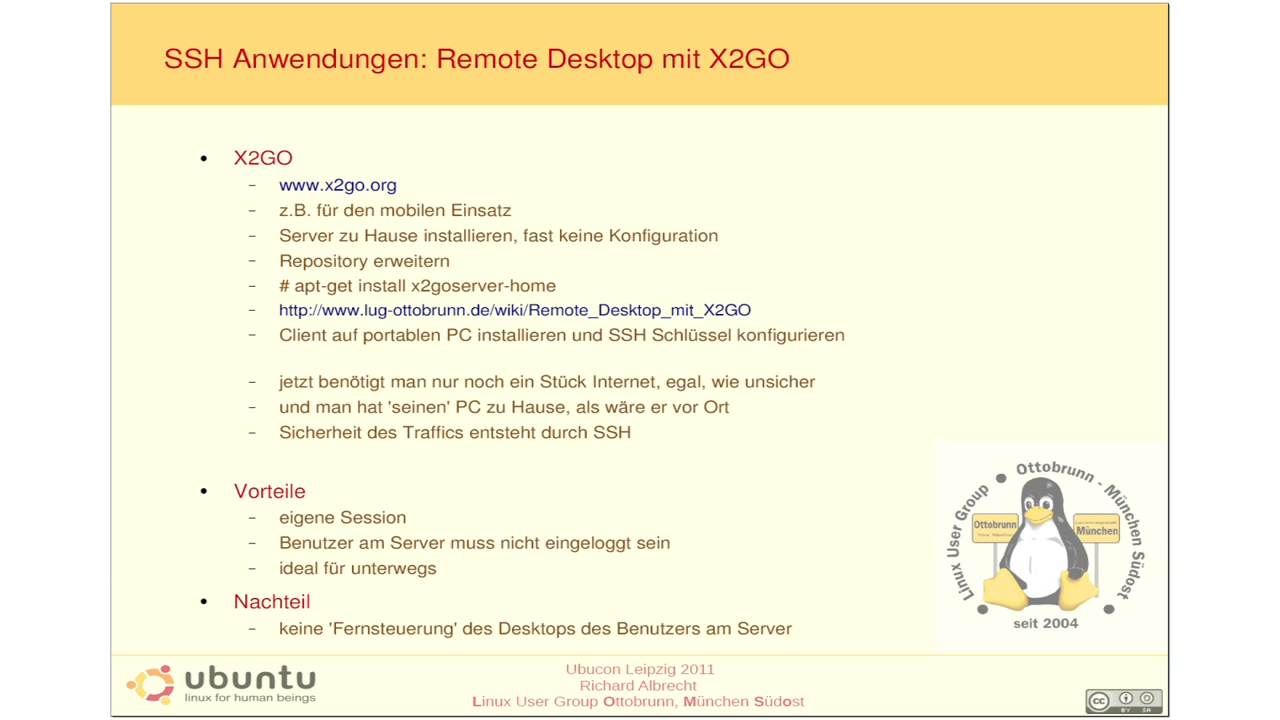 SSH Anwendungen: Remote Desktop mit X2GO
• X2GO
– www.x2go.org
– z.B. für den mobilen Einsatz
– Server zu Hause installieren, fast keine Konfiguration
– Repository erweitern
– # apt-get install x2goserver-home
– http://www.lug-ottobrunn.de/wiki/Remote_Desktop_mit_X2GO
– Client auf portablen PC installieren und SSH Schlüssel konfigurieren
– jetzt benötigt man nur noch ein Stück Internet, egal, wie unsicher
– und man hat 'seinen' PC zu Hause, als wäre er vor Ort
– Sicherheit des Traffics entsteht durch SSH
• Vorteile
– eigene Session
– Benutzer am Server muss nicht eingeloggt sein
– ideal für unterwegs
• Nachteil
– keine 'Fernsteuerung' des Desktops des Benutzers am Server
Linux User Group • Ottobrunn - München Südost •
Ottobrunn
München
seit 2004
ubuntu
linux for human beings
Ubucon Leipzig 2011
Richard Albrecht
Linux User Group Ottobrunn, München Südost
cc BY SA